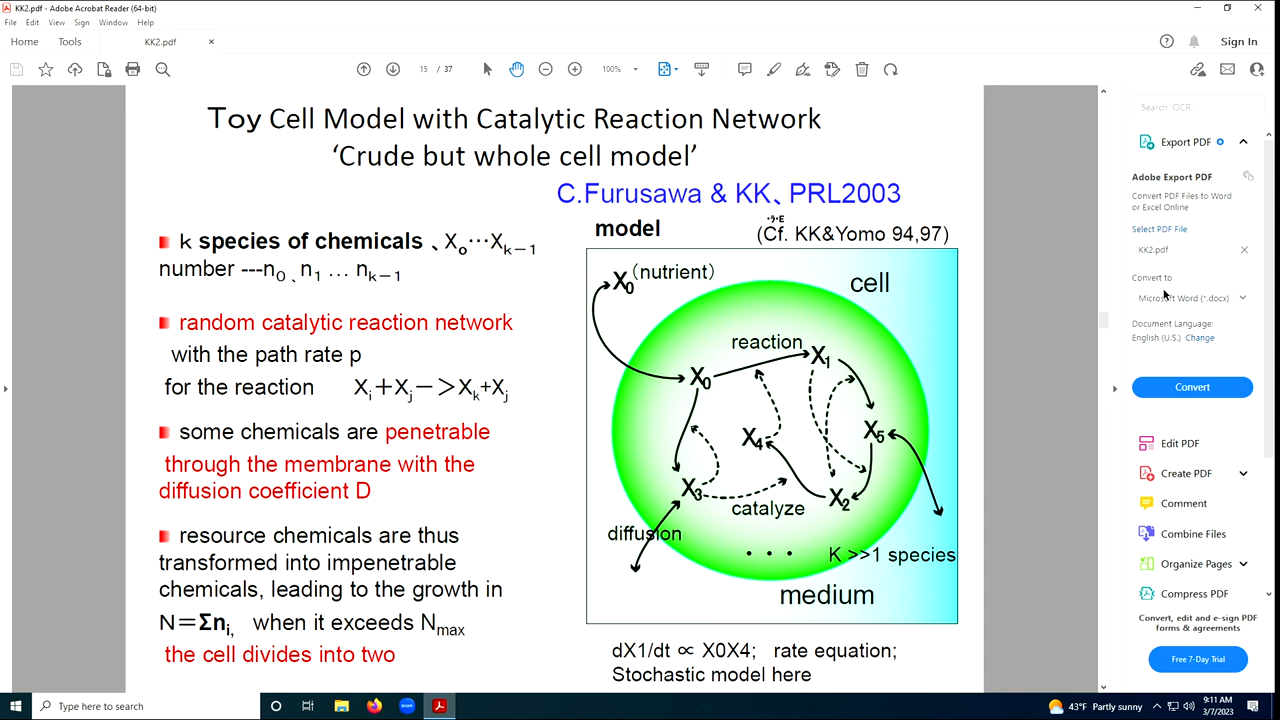 KK2.pdf - Adobe Acrobat Reader (64-bit)
File Edit View Sign Window Help
Home Tools KK2.pdf × Sign In
15 / 37 100%
Toy Cell Model with Catalytic Reaction Network
‘Crude but whole cell model’
C.Furusawa & KK、PRL2003
k species of chemicals 、X₀…Xₖ₋₁
number ---n₀ 、n₁ … nₖ₋₁
random catalytic reaction network
with the path rate p
for the reaction Xᵢ+Xⱼ—>Xₖ+Xⱼ
some chemicals are penetrable
through the membrane with the
diffusion coefficient D
resource chemicals are thus
transformed into impenetrable
chemicals, leading to the growth in
N=Σnᵢ, when it exceeds Nmax
the cell divides into two
model
(Cf. KK&Yomo 94,97)
X₀ (nutrient)
cell
reaction
X₁
X₀
X₄
X₅
X₃
X₂
catalyze
diffusion
• • •
K >>1 species
medium
dX1/dt ∝ X0X4; rate equation;
Stochastic model here
Search 'OCR'
Export PDF
Adobe Export PDF
Convert PDF Files to Word
or Excel Online
Select PDF File
KK2.pdf
Convert to
Microsoft Word (*.docx)
Document Language:
English (U.S.) Change
Convert
Edit PDF
Create PDF
Comment
Combine Files
Organize Pages
Compress PDF
Convert, edit and e-sign PDF
forms & agreements
Free 7-Day Trial
Type here to search
zoom
43°F Partly sunny
9:11 AM
3/7/2023